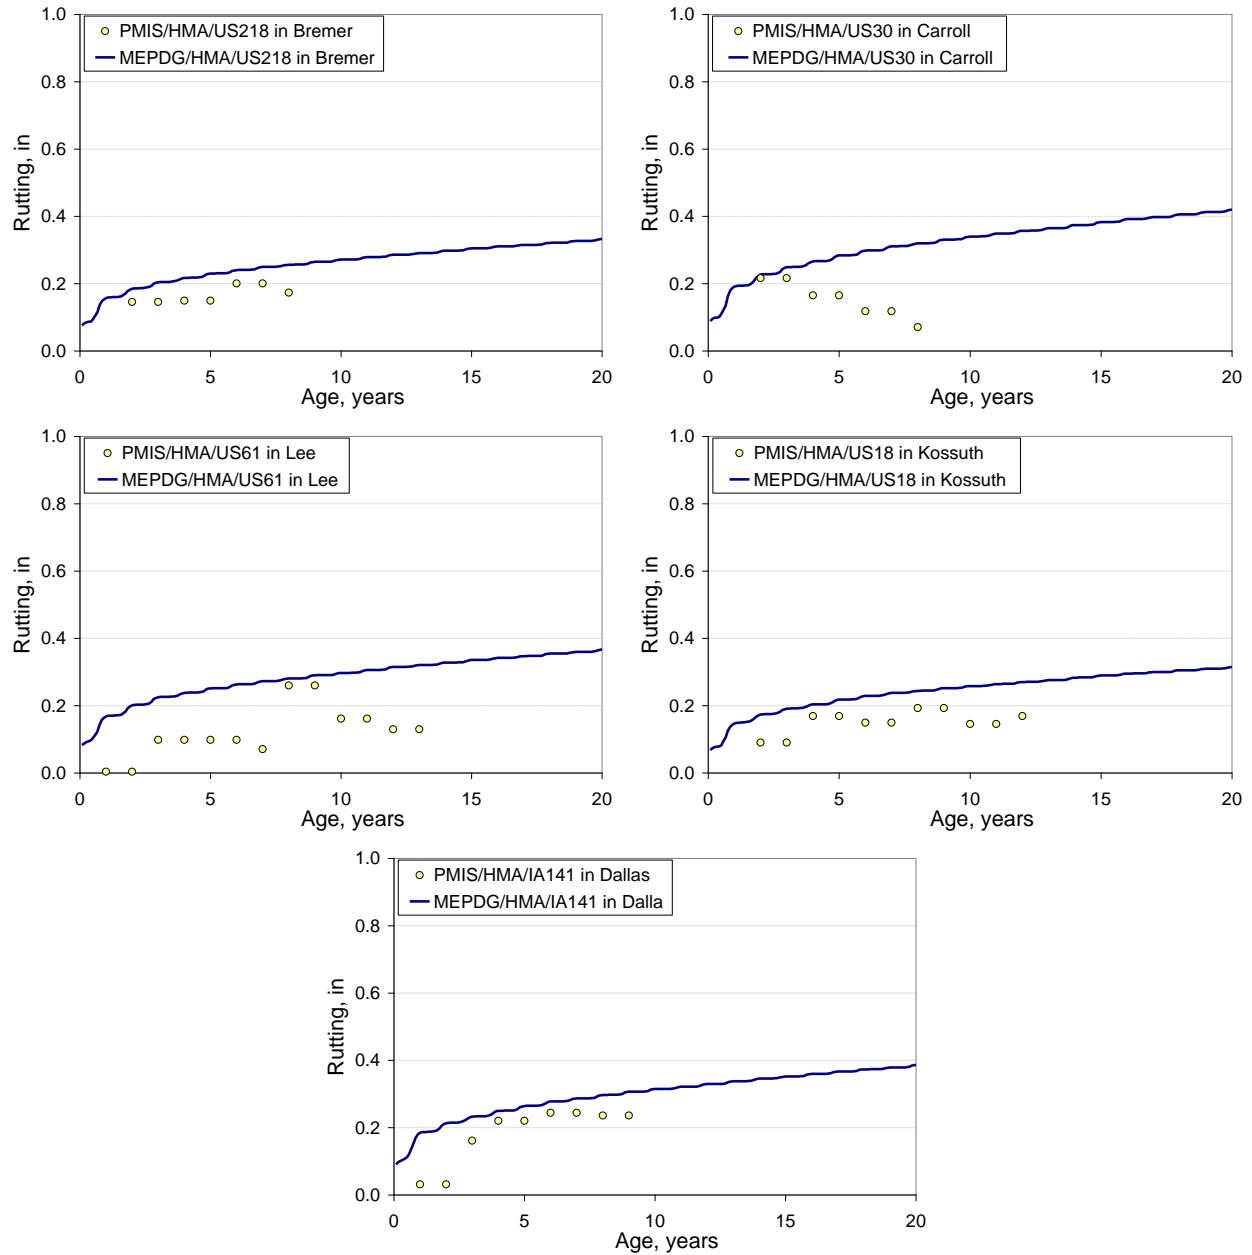 PMIS/HMA/US218 in Bremer
MEPDG/HMA/US218 in Bremer
Rutting, in
1.0
0.8
0.6
0.4
0.2
0.0
0 5 10 15 20
Age, years
PMIS/HMA/US30 in Carroll
MEPDG/HMA/US30 in Carroll
Rutting, in
1.0
0.8
0.6
0.4
0.2
0.0
0 5 10 15 20
Age, years
PMIS/HMA/US61 in Lee
MEPDG/HMA/US61 in Lee
Rutting, in
1.0
0.8
0.6
0.4
0.2
0.0
0 5 10 15 20
Age, years
PMIS/HMA/US18 in Kossuth
MEPDG/HMA/US18 in Kossuth
Rutting, in
1.0
0.8
0.6
0.4
0.2
0.0
0 5 10 15 20
Age, years
PMIS/HMA/IA141 in Dallas
MEPDG/HMA/IA141 in Dalla
Rutting, in
1.0
0.8
0.6
0.4
0.2
0.0
0 5 10 15 20
Age, years